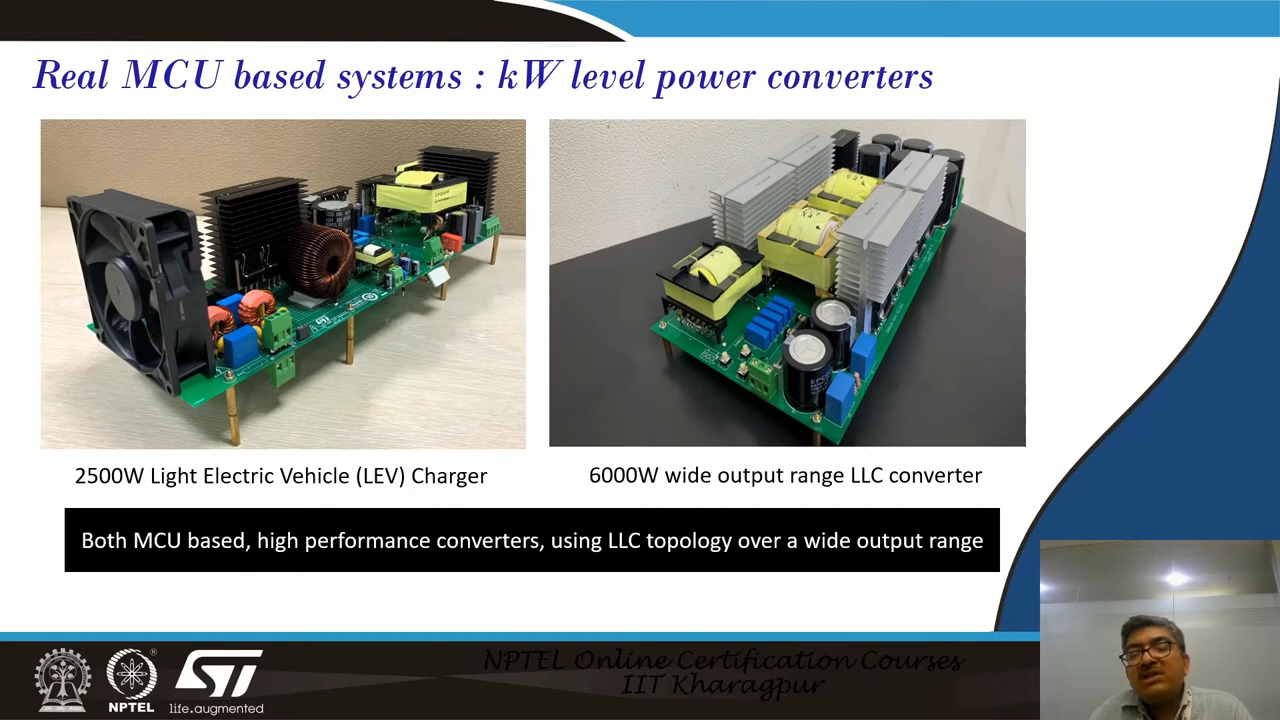 Real MCU based systems : kW level power converters
2500W Light Electric Vehicle (LEV) Charger
6000W wide output range LLC converter
Both MCU based, high performance converters, using LLC topology over a wide output range
NPTEL
ST
life.augmented
NPTEL Online Certification Courses
IIT Kharagpur